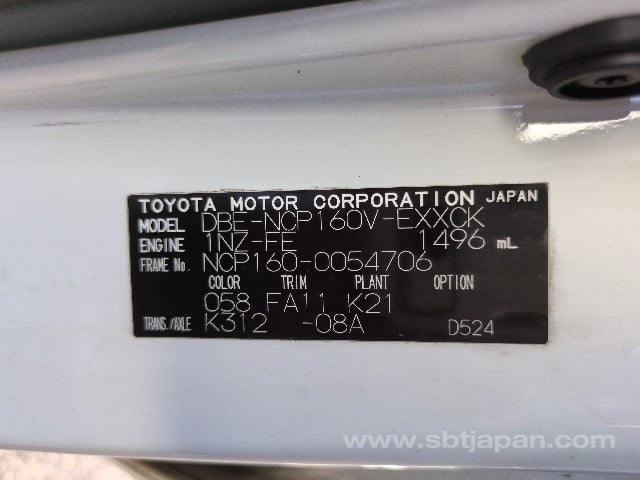 TOYOTA MOTOR CORPORATION JAPAN
MODEL DBE-NCP160V-EXXCK
ENGINE 1NZ-FE 1496 mL
FRAME No. NCP160-0054706
COLOR TRIM PLANT OPTION
058 FA11 K21
TRANS./AXLE K312 -08A D524
www.sbtjapan.com